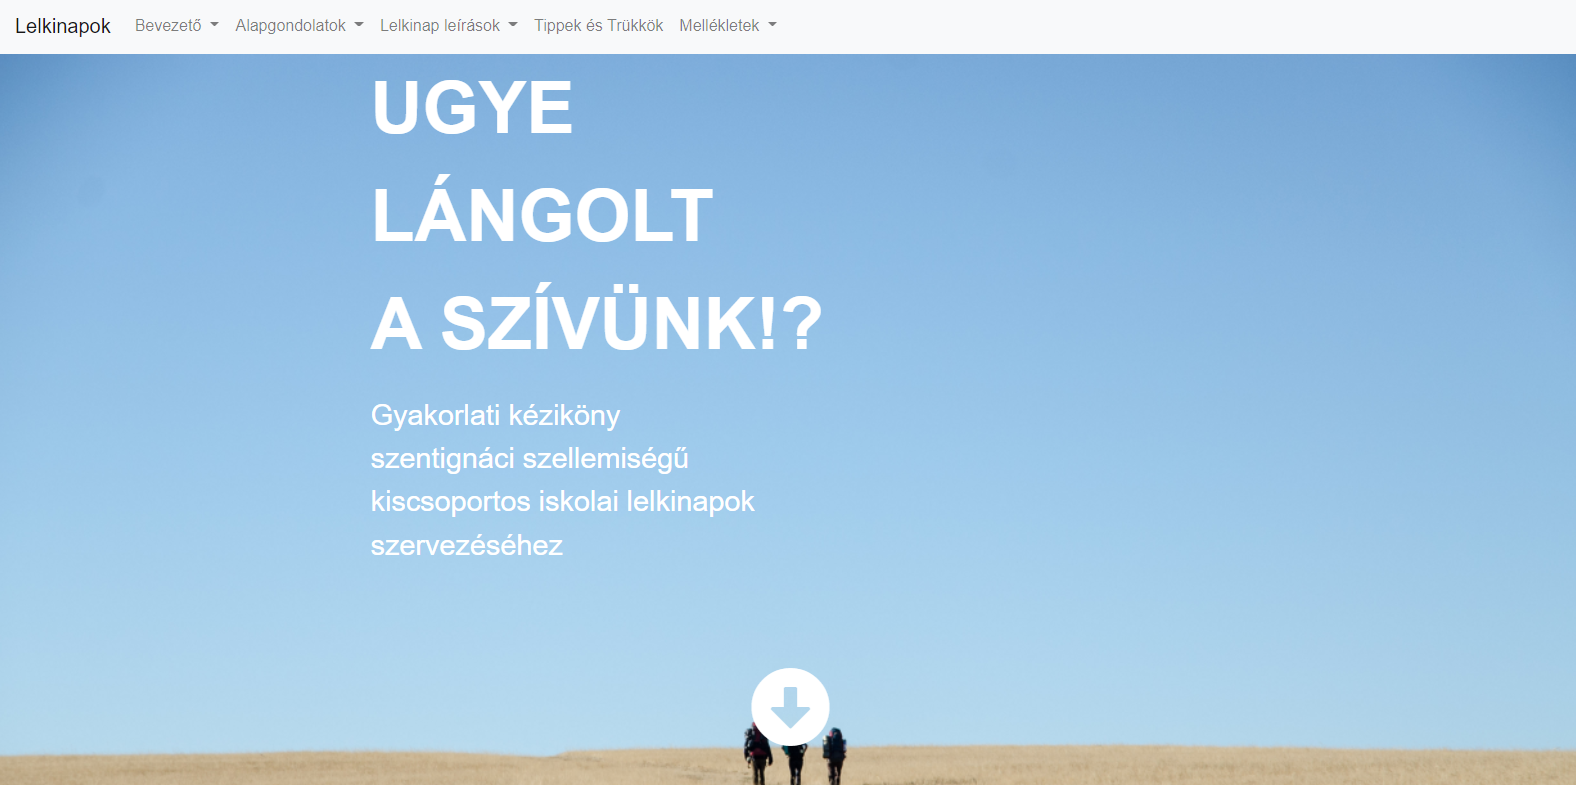 Lelkinapok Bevezető Alapgondolatok Lelkinap leírások Tippek és Trükkök Mellékletek
UGYE
LÁNGOLT
A SZÍVÜNK!?
Gyakorlati kéziköny
szentignáci szellemiségű
kiscsoportos iskolai lelkinapok
szervezéséhez